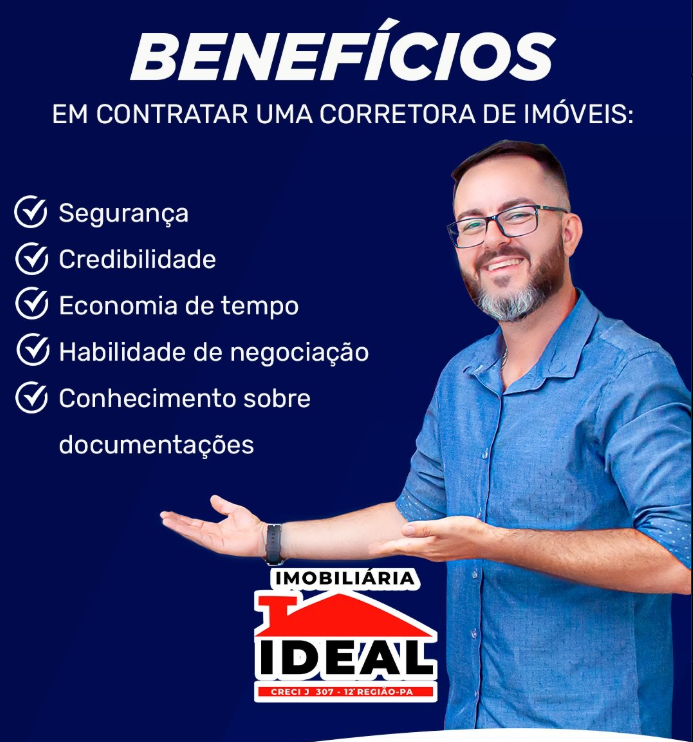 BENEFÍCIOS
EM CONTRATAR UMA CORRETORA DE IMÓVEIS:
Segurança
Credibilidade
Economia de tempo
Habilidade de negociação
Conhecimento sobre
documentações
IMOBILIÁRIA
IDEAL
CRECI J 307 - 12ª REGIÃO-PA